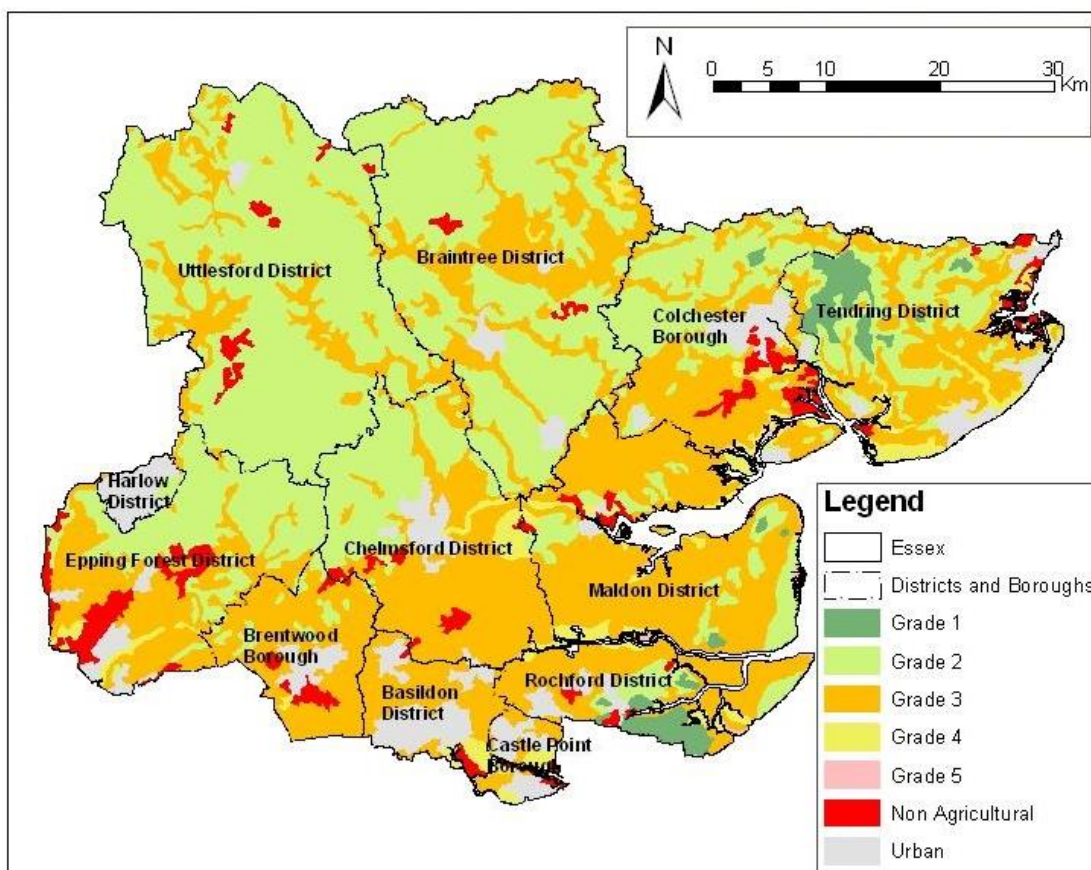 N
0 5 10 20 30
Km
Uttlesford District
Braintree District
Colchester
Borough
Tendring District
Harlow
District
Epping Forest District
Chelmsford District
Maldon District
Brentwood
Borough
Basildon
District
Rochford District
Castle Point
Borough
Legend
Essex
Districts and Boroughs
Grade 1
Grade 2
Grade 3
Grade 4
Grade 5
Non Agricultural
Urban